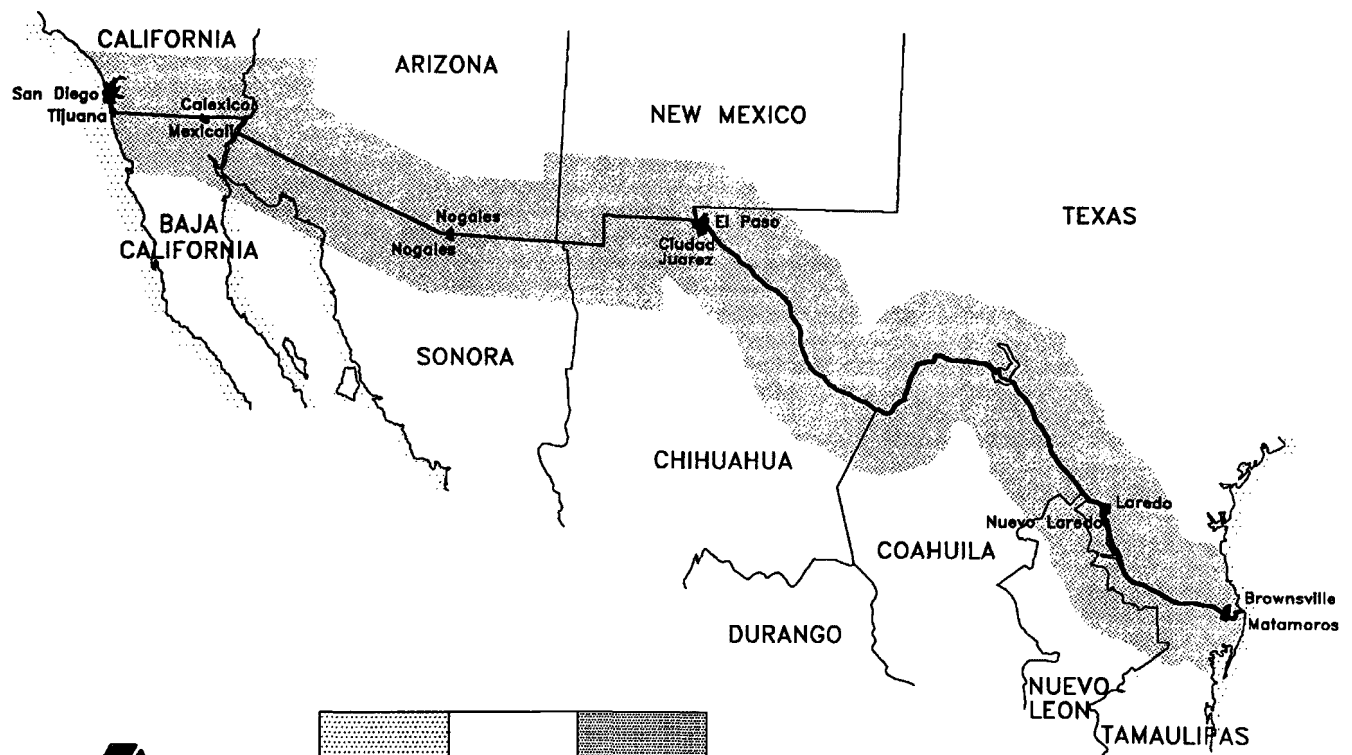 CALIFORNIA
ARIZONA
NEW MEXICO
San Diego
Calexico
Tijuana
Mexicali
TEXAS
BAJA
CALIFORNIA
Nogales
Nogales
El Paso
Ciudad
Juarez
SONORA
CHIHUAHUA
Laredo
Nuevo Laredo
COAHUILA
Brownsville
Matamoros
DURANGO
NUEVO
LEON
TAMAULIPAS